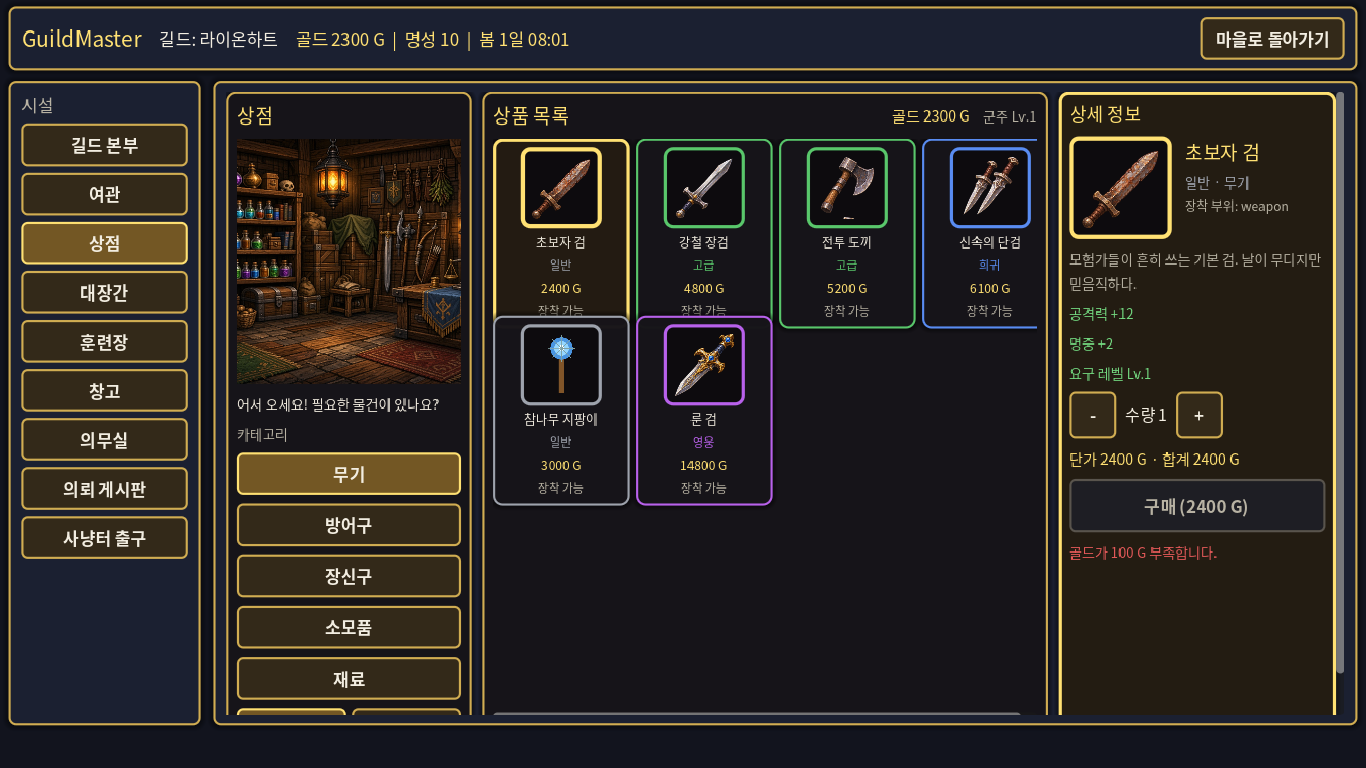 GuildMaster 길드: 라이온하트 골드 2300 G | 명성 10 | 봄 1일 08:01
마을로 돌아가기
시설
길드 본부
여관
상점
대장간
훈련장
창고
의무실
의뢰 게시판
사냥터 출구
상점
어서 오세요! 필요한 물건이 있나요?
카테고리
무기
방어구
장신구
소모품
재료
상품 목록
골드 2300 G 군주 Lv.1
초보자 검
일반
2400 G
장착 가능
강철 장검
고급
4800 G
장착 가능
전투 도끼
고급
5200 G
장착 가능
신속의 단검
희귀
6100 G
장착 가능
참나무 지팡이
일반
3000 G
장착 가능
룬 검
영웅
14800 G
장착 가능
상세 정보
초보자 검
일반 · 무기
장착 부위: weapon
모험가들이 흔히 쓰는 기본 검. 날이 무디지만
믿음직하다.
공격력 +12
명중 +2
요구 레벨 Lv.1
- 수량 1 +
단가 2400 G · 합계 2400 G
구매 (2400 G)
골드가 100 G 부족합니다.